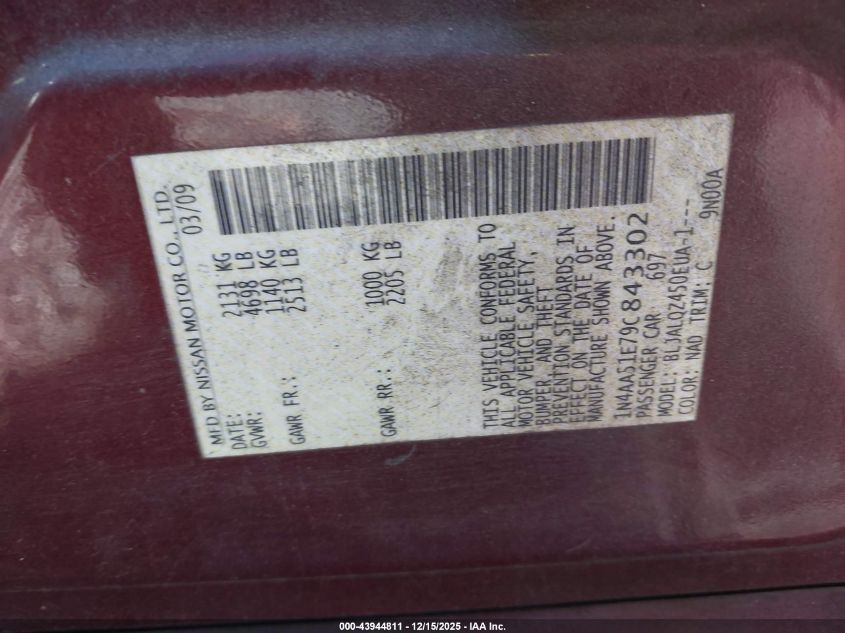 MFD BY NISSAN MOTOR CO., LTD.
DATE: 03/09
GVWR: 2131 KG
4698 LB
GAWR FR.: 1140 KG
2513 LB
GAWR RR.: 1000 KG
2205 LB
THIS VEHICLE CONFORMS TO
ALL APPLICABLE FEDERAL
MOTOR VEHICLE SAFETY,
BUMPER, AND THEFT
PREVENTION STANDARDS IN
EFFECT ON THE DATE OF
MANUFACTURE SHOWN ABOVE.
1N4AA51E79C843302
PASSENGER CAR 697
MODEL: BLJALQZ450EUA-1---
COLOR: NAD TRIM: C 9N00A
000-43944811 - 12/15/2025 - IAA Inc.